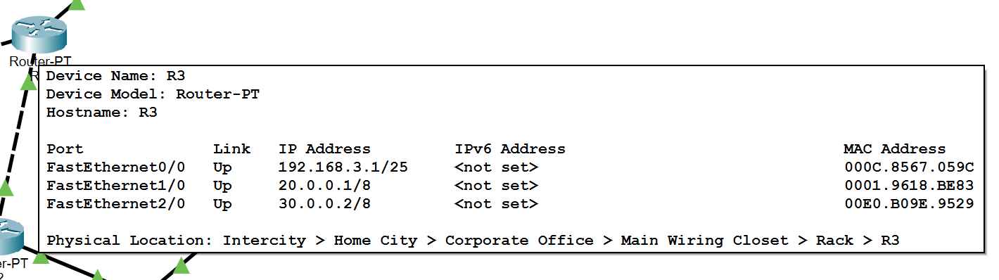 Router-PT
R
Device Name: R3
Device Model: Router-PT
Hostname: R3
Port Link IP Address IPv6 Address MAC Address
FastEthernet0/0 Up 192.168.3.1/25 <not set> 000C.8567.059C
FastEthernet1/0 Up 20.0.0.1/8 <not set> 0001.9618.BE83
FastEthernet2/0 Up 30.0.0.2/8 <not set> 00E0.B09E.9529
Physical Location: Intercity > Home City > Corporate Office > Main Wiring Closet > Rack > R3
er-PT
2